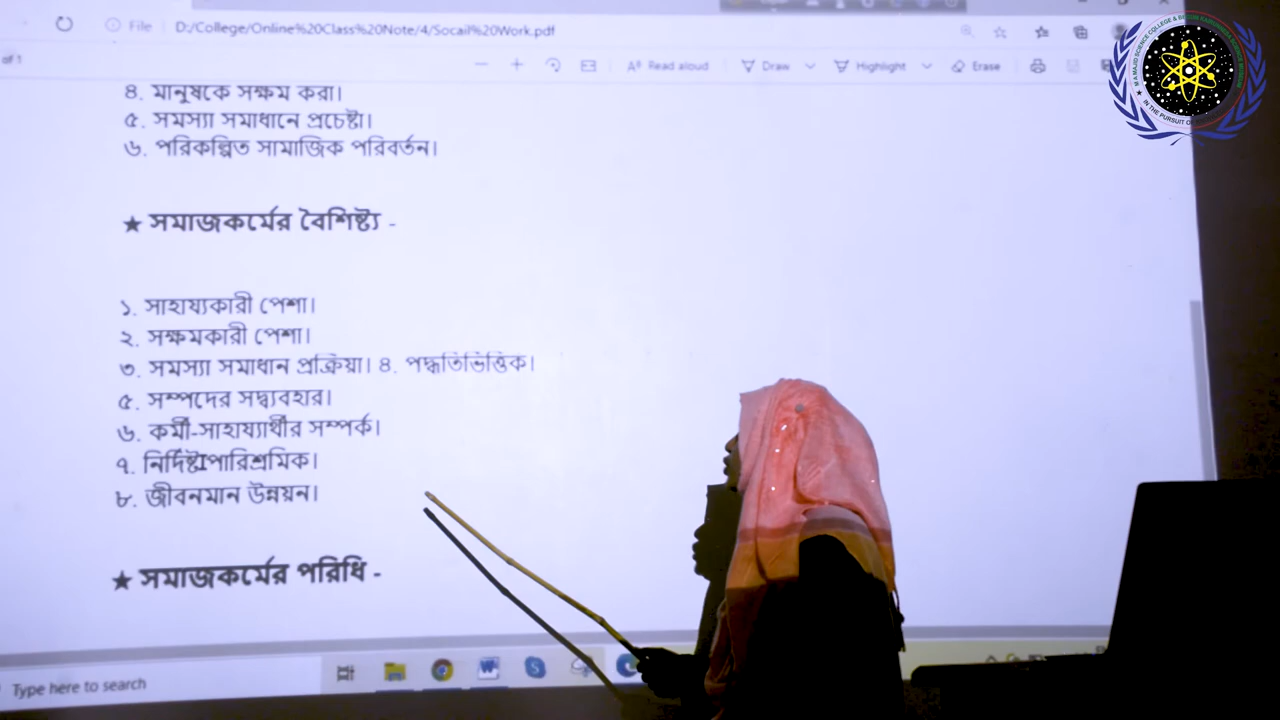 File D:/College/Online%20Class%20Note/4/Socail%20Work.pdf
of 1
Read aloud Draw Highlight Erase
৪. মানুষকে সক্ষম করা।
৫. সমস্যা সমাধানে প্রচেষ্টা।
৬. পরিকল্পিত সামাজিক পরিবর্তন।
★ সমাজকর্মের বৈশিষ্ট্য -
১. সাহায্যকারী পেশা।
২. সক্ষমকারী পেশা।
৩. সমস্যা সমাধান প্রক্রিয়া। ৪. পদ্ধতিভিত্তিক।
৫. সম্পদের সদ্ব্যবহার।
৬. কর্মী-সাহায্যার্থীর সম্পর্ক।
৭. নির্দিষ্ট পারিশ্রমিক।
৮. জীবনমান উন্নয়ন।
★ সমাজকর্মের পরিধি -
Type here to search
IN THE PURSUIT OF